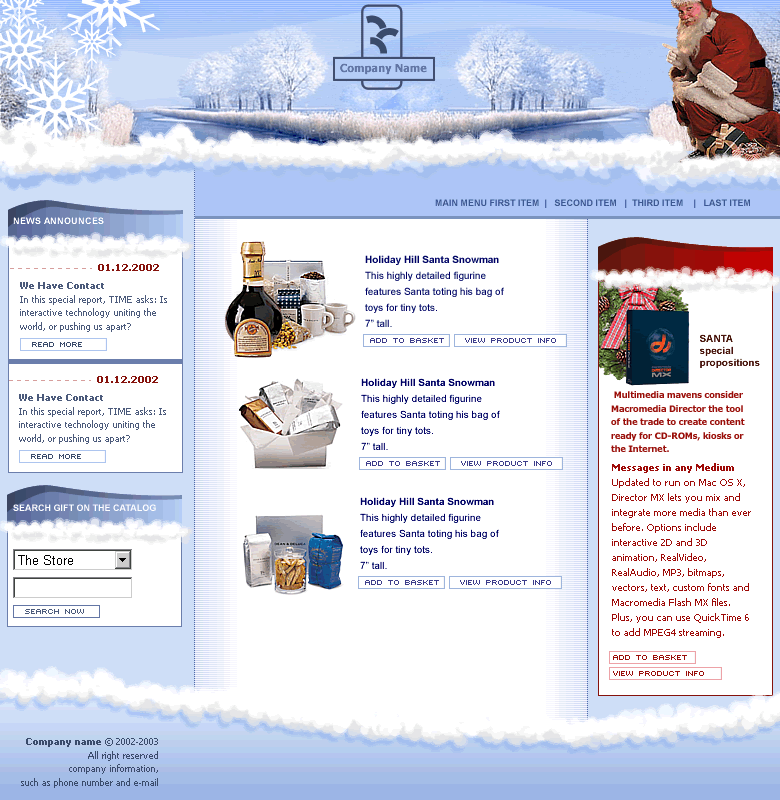 Company Name
MAIN MENU FIRST ITEM | SECOND ITEM | THIRD ITEM | LAST ITEM
NEWS ANNOUNCES
01.12.2002
We Have Contact
In this special report, TIME asks: Is
interactive technology uniting the
world, or pushing us apart?
READ MORE
01.12.2002
We Have Contact
In this special report, TIME asks: Is
interactive technology uniting the
world, or pushing us apart?
READ MORE
SEARCH GIFT ON THE CATALOG
The Store
SEARCH NOW
Holiday Hill Santa Snowman
This highly detailed figurine
features Santa toting his bag of
toys for tiny tots.
7” tall.
ADD TO BASKET VIEW PRODUCT INFO
Holiday Hill Santa Snowman
This highly detailed figurine
features Santa toting his bag of
toys for tiny tots.
7” tall.
ADD TO BASKET VIEW PRODUCT INFO
Holiday Hill Santa Snowman
This highly detailed figurine
features Santa toting his bag of
toys for tiny tots.
7” tall.
ADD TO BASKET VIEW PRODUCT INFO
DIRECTOR
MX
SANTA
special
propositions
Multimedia mavens consider
Macromedia Director the tool
of the trade to create content
ready for CD-ROMs, kiosks or
the Internet.
Messages in any Medium
Updated to run on Mac OS X,
Director MX lets you mix and
integrate more media than ever
before. Options include
interactive 2D and 3D
animation, RealVideo,
RealAudio, MP3, bitmaps,
vectors, text, custom fonts and
Macromedia Flash MX files.
Plus, you can use QuickTime 6
to add MPEG4 streaming.
ADD TO BASKET
VIEW PRODUCT INFO
Company name © 2002-2003
All right reserved
company information,
such as phone number and e-mail